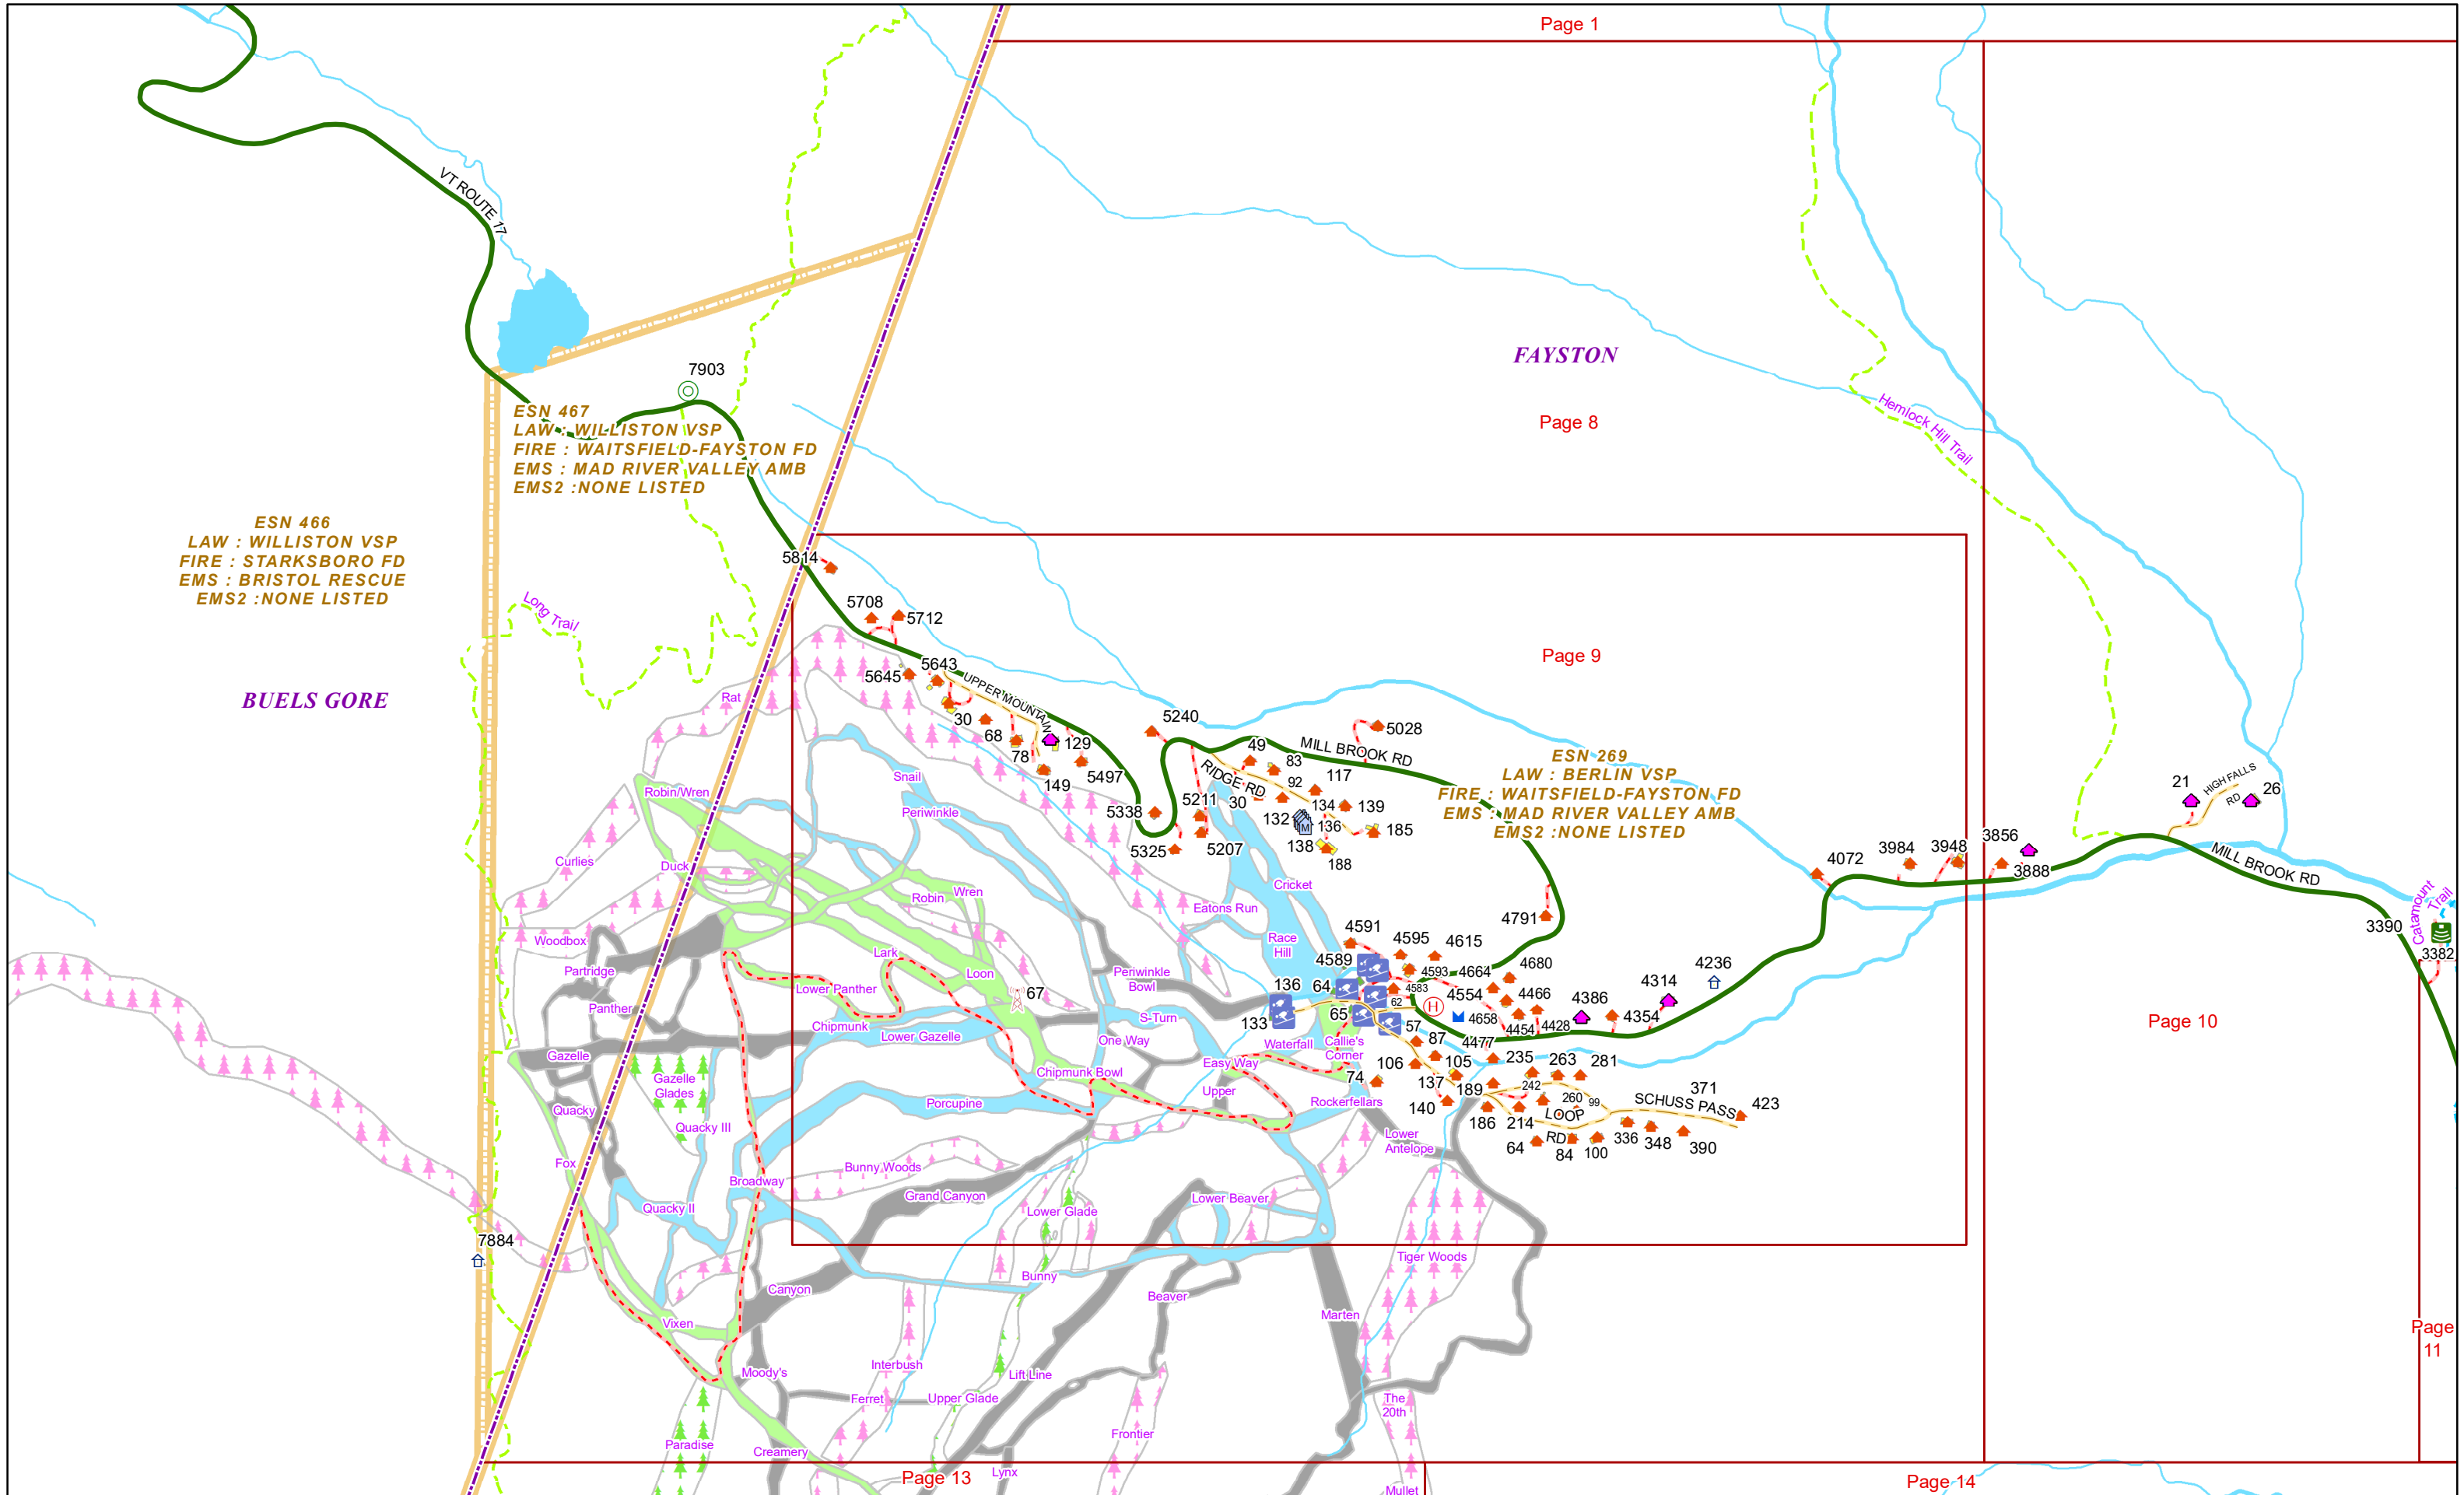 Page 1
VT ROUTE 17
FAYSTON
7903
ESN 467
LAW : WILLISTON VSP
FIRE : WAITSFIELD-FAYSTON FD
EMS : MAD RIVER VALLEY AMB
EMS2 :NONE LISTED
Page 8
Hemlock Hill Trail
ESN 466
LAW : WILLISTON VSP
FIRE : STARKSBORO FD
EMS : BRISTOL RESCUE
EMS2 :NONE LISTED
5814
Long Trail
5708
5712
Page 9
BUELS GORE
5643
5645
UPPER MOUNTAIN
Rat
30
68
78
129
149
5497
5240
5028
49
MILL BROOK RD
83
RIDGE RD
92
117
ESN 269
LAW : BERLIN VSP
FIRE : WAITSFIELD-FAYSTON FD
EMS : MAD RIVER VALLEY AMB
EMS2 :NONE LISTED
Snail
Robin/Wren
Periwinkle
5338
5211
30
134
139
132
M
136
185
138
188
5325
5207
21
HIGH FALLS
RD
26
3856
3948
3984
4072
3888
MILL BROOK RD
Curlies
Duck
Robin
Wren
Cricket
Eatons Run
4791
Catamount
Trail
3390
3382
Woodbox
Race
Hill
4591
4595
4615
Lark
Loon
Partridge
Lower Panther
Periwinkle
Bowl
4589
4593
4664
4680
4236
4314
136
64
4583
62
H
4554
4466
4386
67
Panther
Chipmunk
Lower Gazelle
S-Turn
133
65
57
4658
4454
4428
4354
Page 10
One Way
Waterfall
Callie's
Corner
87
4477
Gazelle
Gazelle
Glades
Chipmunk Bowl
Easy Way
106
105
235
263
281
Upper
74
137
189
242
371
Quacky
Porcupine
Rockerfellars
140
260
99
SCHUSS PASS
423
Quacky III
186
214
LOOP
RD
64
84
100
336
348
390
Lower
Antelope
Fox
Bunny Woods
Broadway
Grand Canyon
Lower Beaver
Quacky II
Lower Glade
7884
Tiger Woods
Bunny
Canyon
Beaver
Marten
Vixen
Page
11
Interbush
Moody's
Lift Line
Ferret
Upper Glade
The
20th
Frontier
Paradise
Creamery
Lynx
Page 13
Page 14
Mullet